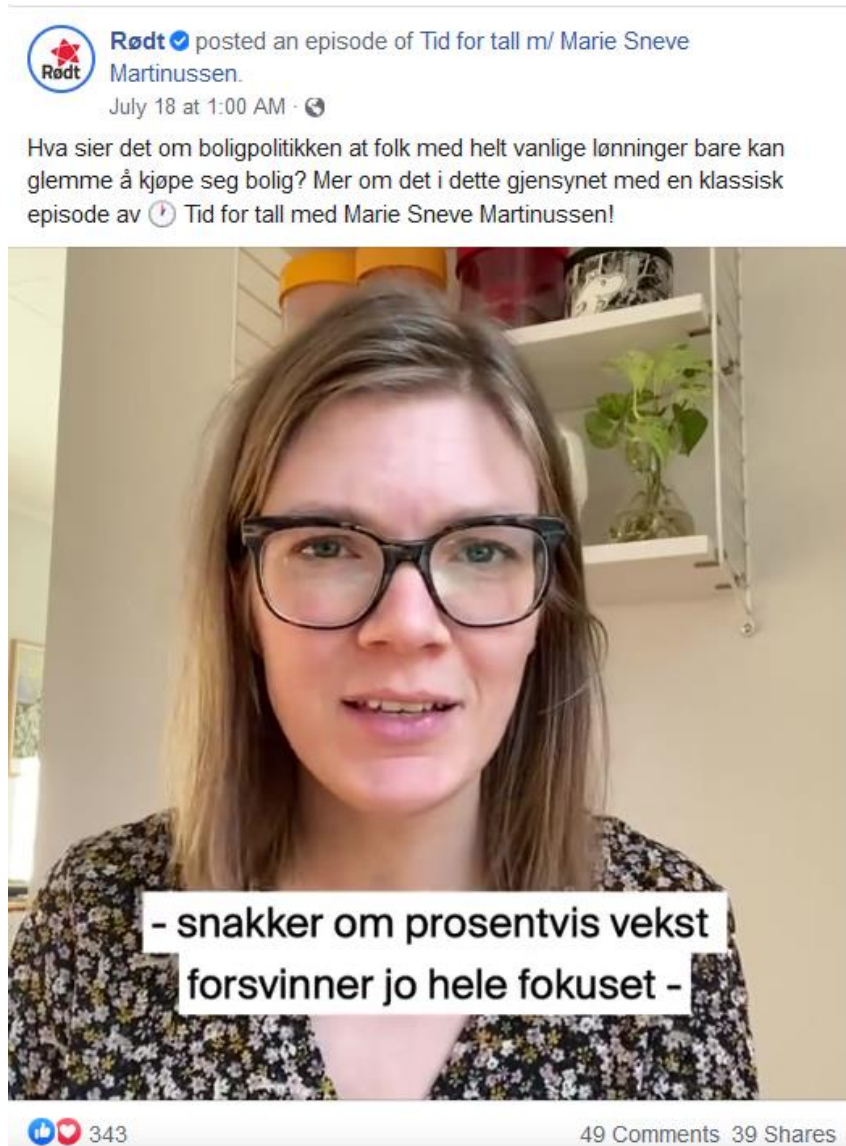 Rødt posted an episode of Tid for tall m/ Marie Sneve
Martinussen.
Rødt
July 18 at 1:00 AM ·
Hva sier det om boligpolitikken at folk med helt vanlige lønninger bare kan
glemme å kjøpe seg bolig? Mer om det i dette gjensynet med en klassisk
episode av 🕐 Tid for tall med Marie Sneve Martinussen!
- snakker om prosentvis vekst
forsvinner jo hele fokuset -
343 49 Comments 39 Shares